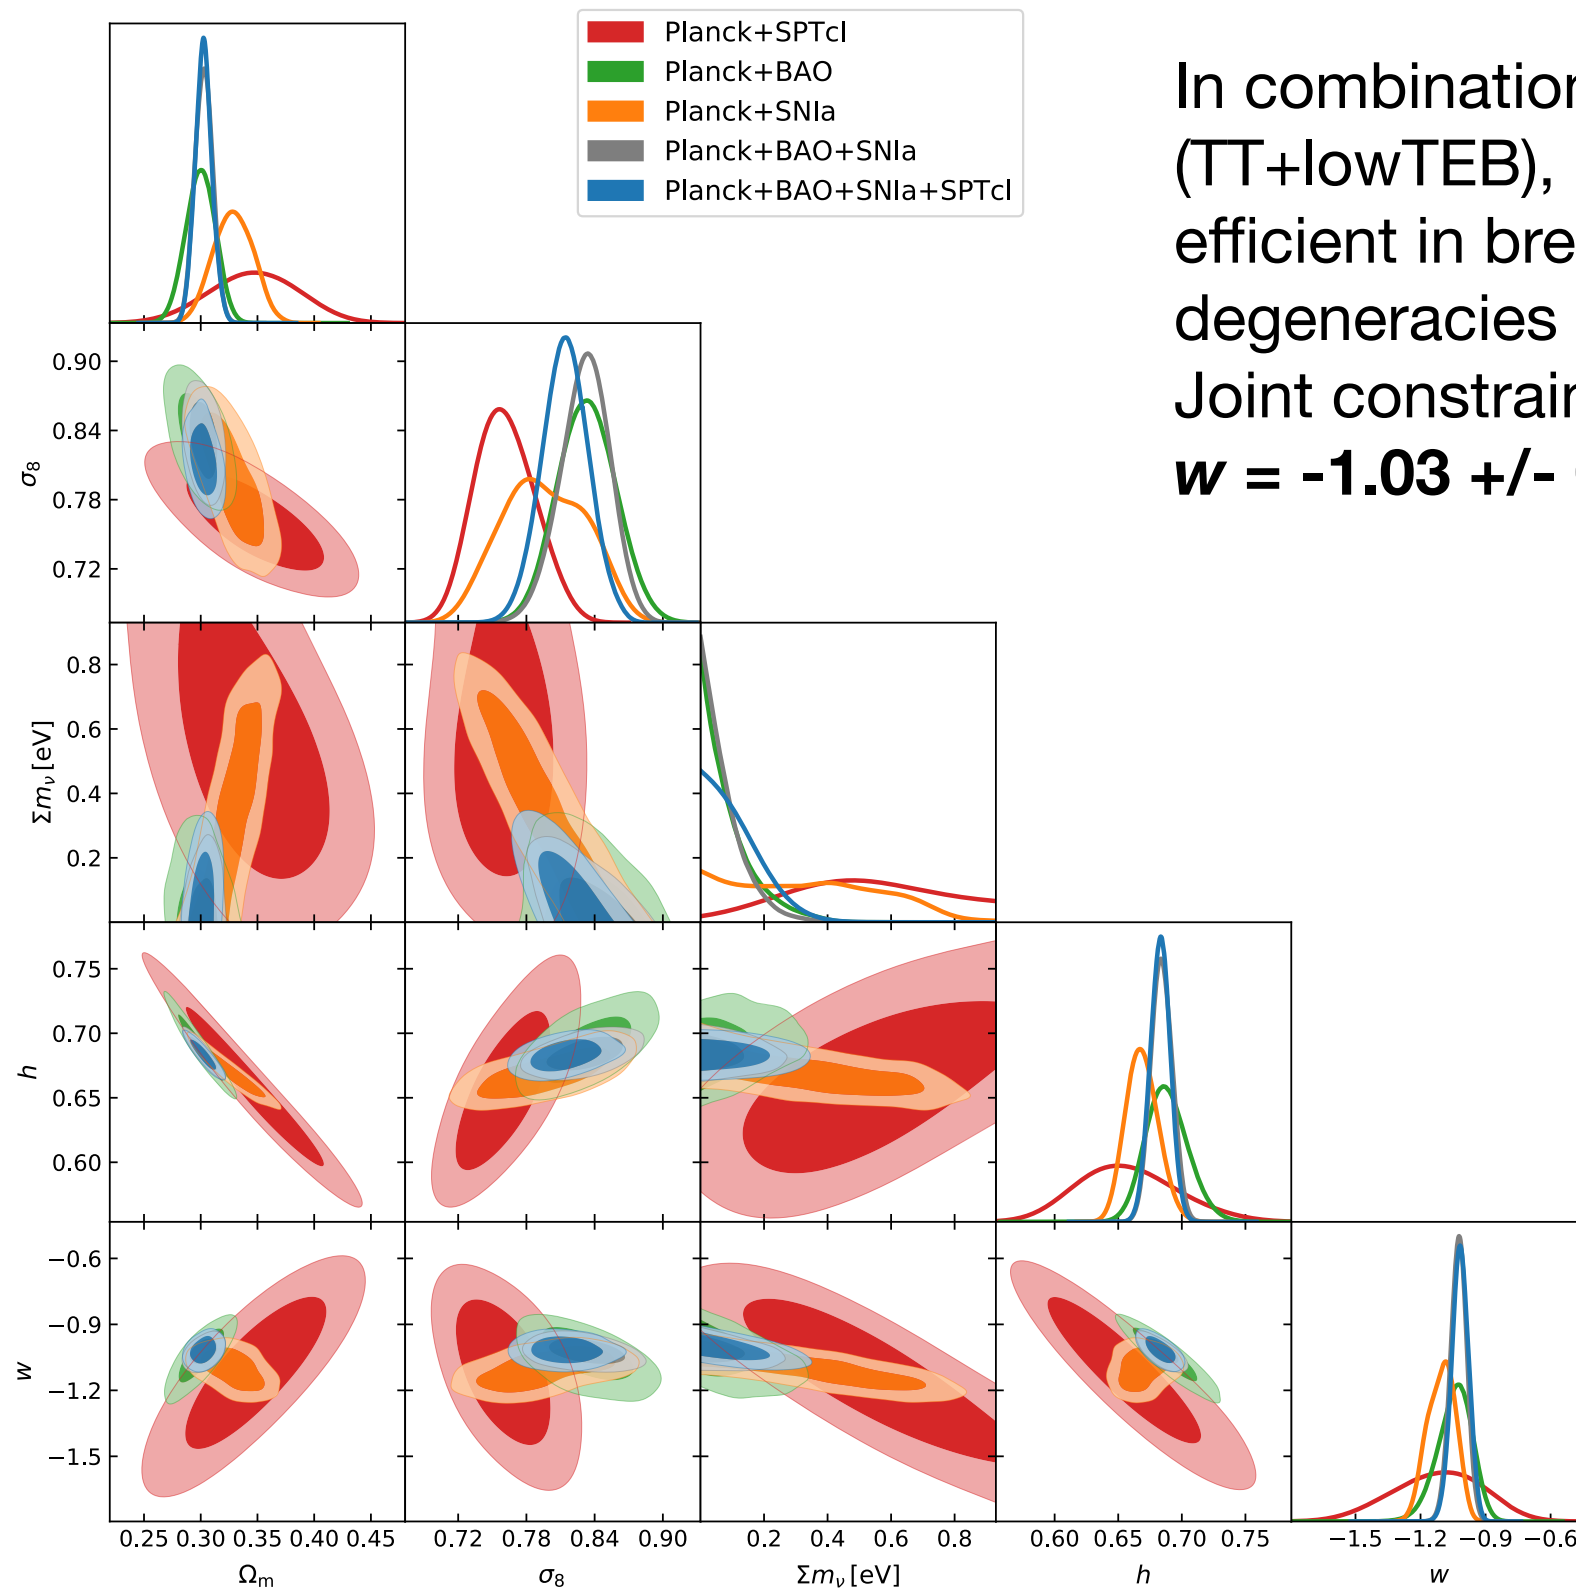 Planck+SPTcl
Planck+BAO
Planck+SNIa
Planck+BAO+SNIa
Planck+BAO+SNIa+SPTcl
In combination
(TT+lowTEB),
efficient in
degeneracies
Joint
w = -1.03 +/-
0.90
0.84
0.78
0.72
σ8
0.8
0.6
0.4
0.2
Σmν [eV]
0.75
0.70
0.65
0.60
h
−0.6
−0.9
−1.2
−1.5
w
0.25 0.30 0.35 0.40 0.45
Ωm
0.72 0.78 0.84 0.90
σ8
0.2 0.4 0.6 0.8
Σmν [eV]
0.60 0.65 0.70 0.75
h
−1.5 −1.2 −0.9 −0.6
w